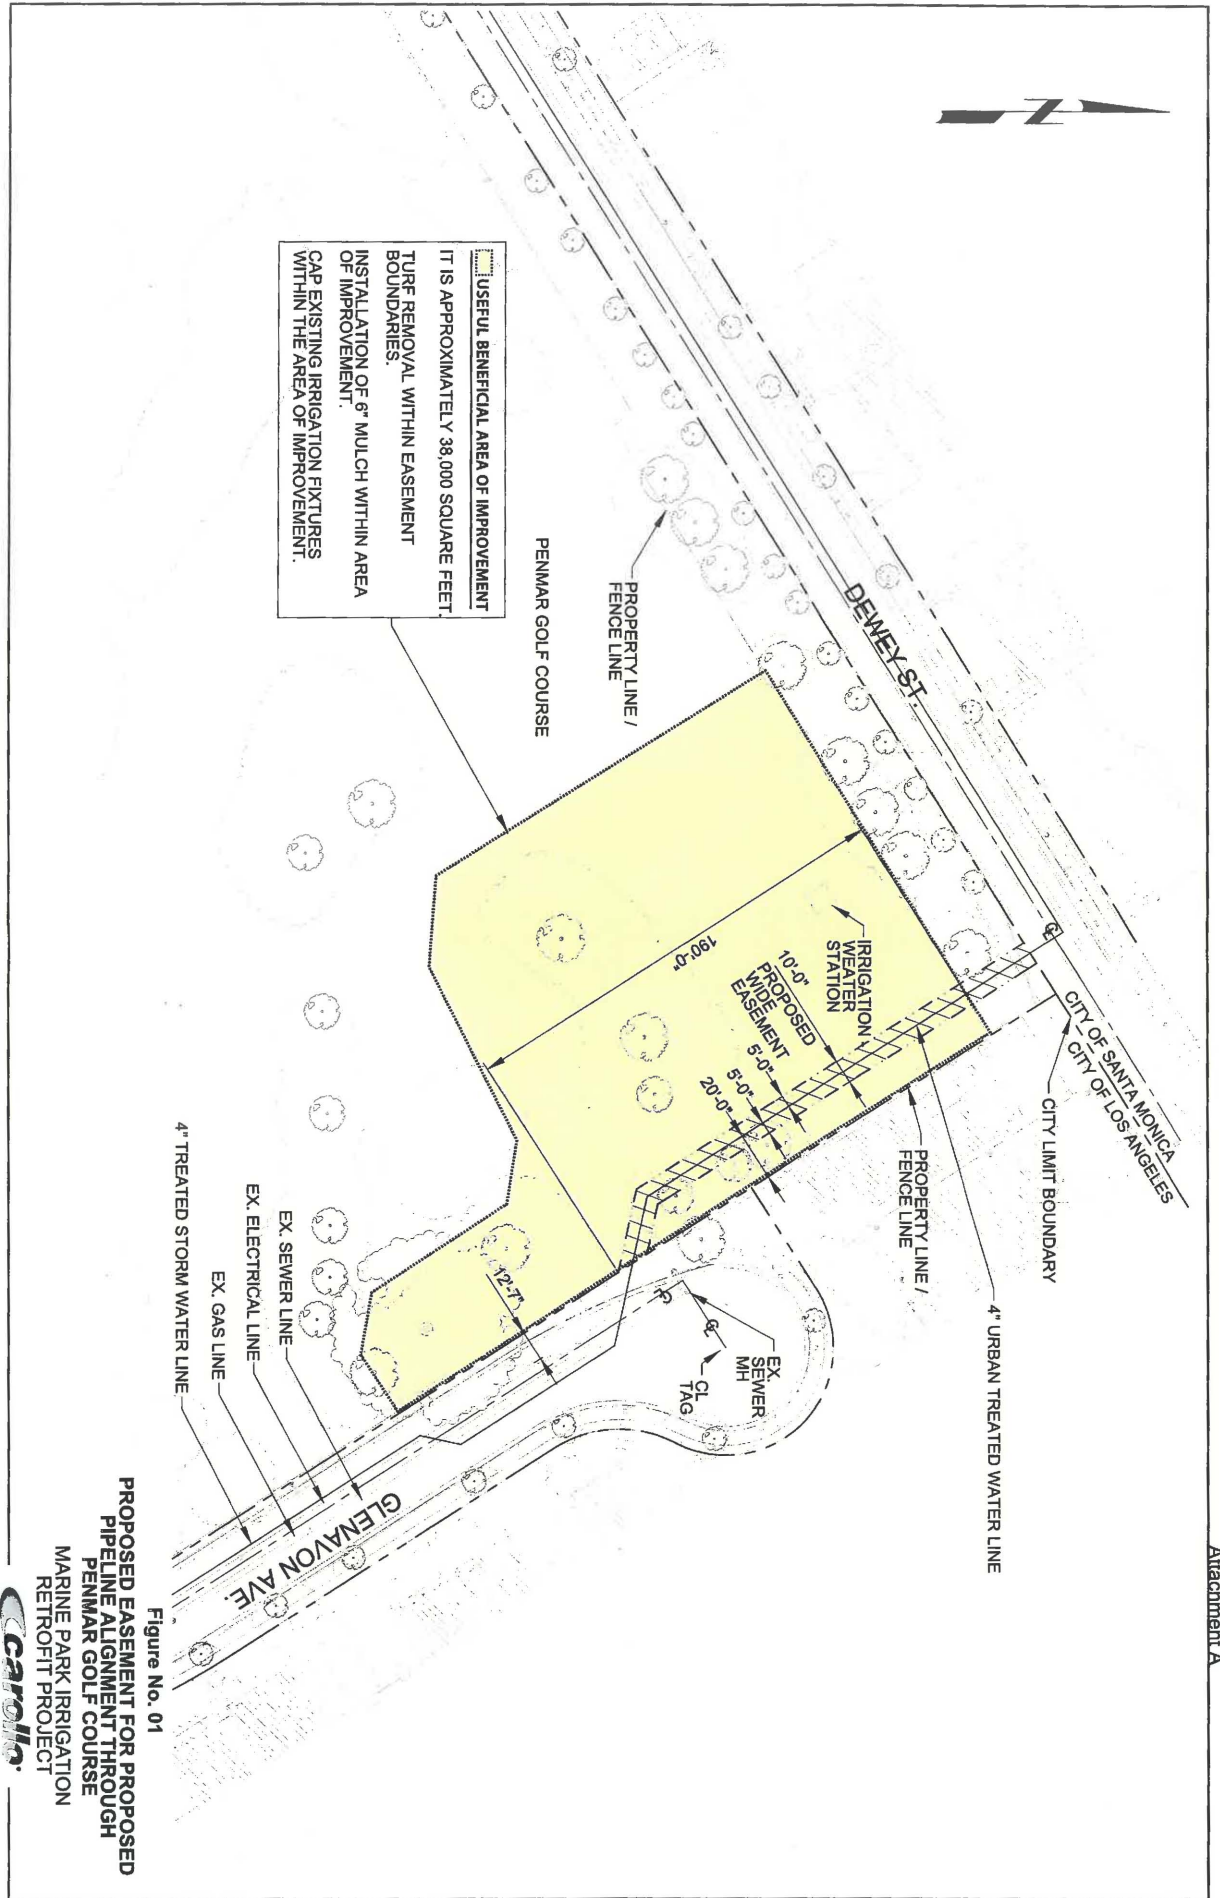 Attachment A
N
DEWEY ST.
CITY OF SANTA MONICA
CITY OF LOS ANGELES
CITY LIMIT BOUNDARY
4" URBAN TREATED WATER LINE
PROPERTY LINE /
FENCE LINE
PROPERTY LINE /
FENCE LINE
IRRIGATION
WEATER
STATION
10'-0"
PROPOSED
WIDE
EASEMENT
5'-0"
5'-0"
20'-0"
190'-0"
PENMAR GOLF COURSE
USEFUL BENEFICIAL AREA OF IMPROVEMENT
IT IS APPROXIMATELY 38,000 SQUARE FEET.
TURF REMOVAL WITHIN EASEMENT
BOUNDARIES.
INSTALLATION OF 6" MULCH WITHIN AREA
OF IMPROVEMENT.
CAP EXISTING IRRIGATION FIXTURES
WITHIN THE AREA OF IMPROVEMENT.
12'-7"
EX.
SEWER
MH
CL
TAG
EX. SEWER LINE
EX. ELECTRICAL LINE
EX. GAS LINE
4" TREATED STORM WATER LINE
GLENAVON AVE.
Figure No. 01
PROPOSED EASEMENT FOR PROPOSED
PIPELINE ALIGNMENT THROUGH
PENMAR GOLF COURSE
MARINE PARK IRRIGATION
RETROFIT PROJECT
carollo